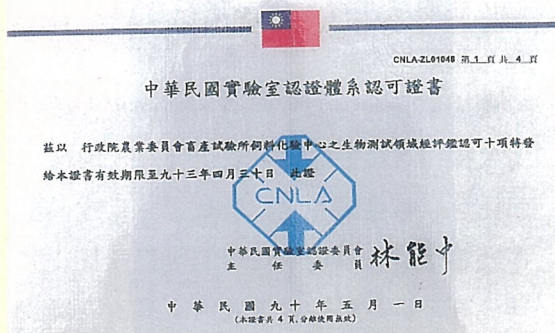 CNLA-ZL01048 第 1 頁 共 4 頁
中華民國實驗室認證體系認可證書
茲以 行政院農業委員會畜產試驗所飼料化驗中心之生物測試領域經評鑑認可十項特發
給本證書有效期限至九十三年四月三十日 此證
CNLA
中華民國實驗室認證委員會
主任委員 林能中
中華民國九十年五月一日
(本證書共 4 頁,分離使用無效)